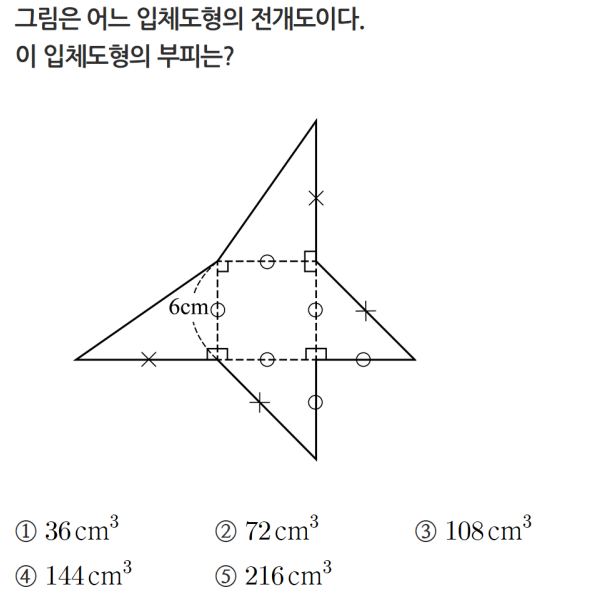 그림은 어느 입체도형의 전개도이다.
이 입체도형의 부피는?
6cm
① 36 cm³ ② 72 cm³ ③ 108 cm³
④ 144 cm³ ⑤ 216 cm³